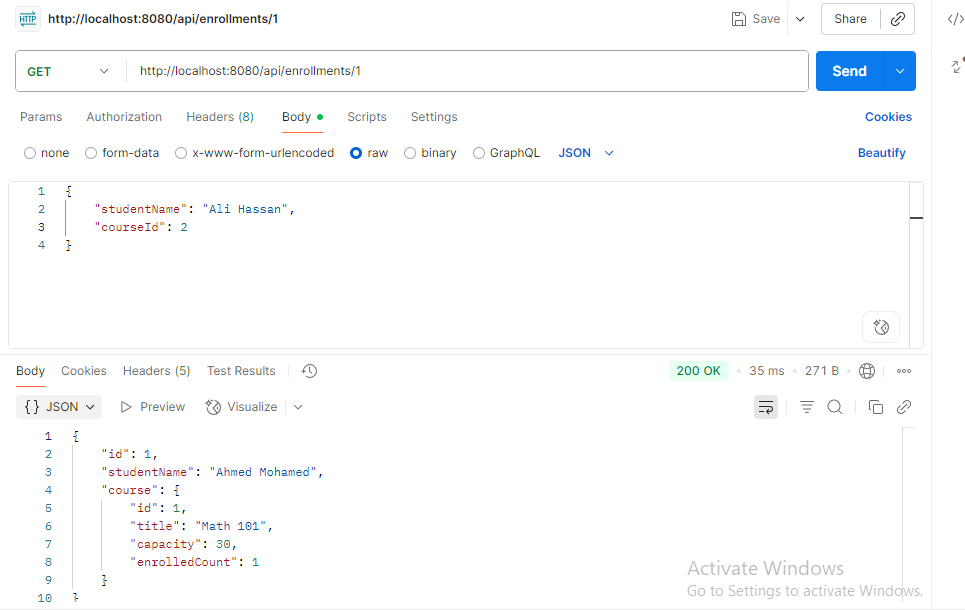 HTTP http://localhost:8080/api/enrollments/1 Save Share
GET http://localhost:8080/api/enrollments/1 Send
Params Authorization Headers (8) Body Scripts Settings Cookies
none form-data x-www-form-urlencoded raw binary GraphQL JSON Beautify
1 {
2 "studentName": "Ali Hassan",
3 "courseId": 2
4 }
Body Cookies Headers (5) Test Results 200 OK • 35 ms • 271 B •
{} JSON Preview Visualize
1 {
2 "id": 1,
3 "studentName": "Ahmed Mohamed",
4 "course": {
5 "id": 1,
6 "title": "Math 101",
7 "capacity": 30,
8 "enrolledCount": 1
9 }
10 }
Activate Windows
Go to Settings to activate Windows.